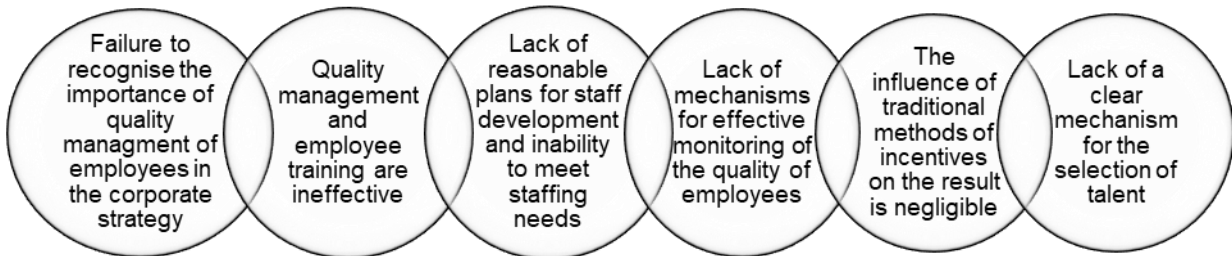 Failure to
recognise the
importance of
quality
managment of
employees in
the corporate
strategy
Quality
management
and
employee
training are
ineffective
Lack of
reasonable
plans for staff
development
and inability
to meet
staffing
needs
Lack of
mechanisms
for effective
monitoring of
the quality of
employees
The
influence of
traditional
methods of
incentives
on the result
is negligible
Lack of a
clear
mechanism
for the
selection of
talent